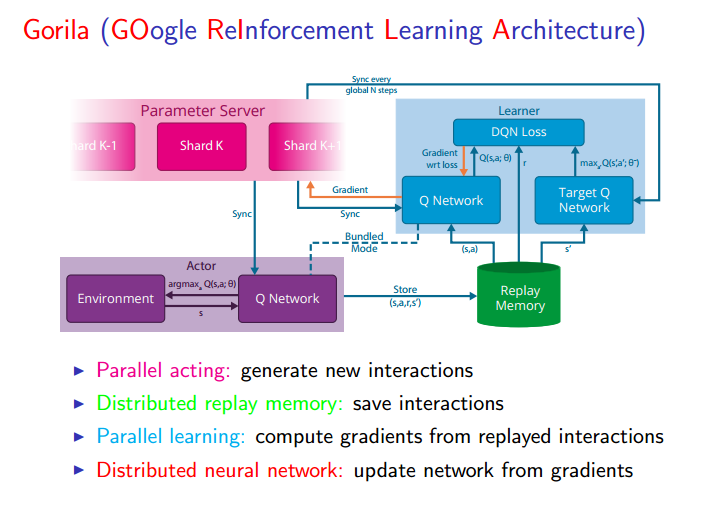 Gorila (GOogle ReInforcement Learning Architecture)
Sync every
global N steps
Parameter Server
Learner
DQN Loss
Shard K-1
Shard K
Shard K+1
Gradient
wrt loss
Q(s,a; θ)
r
maxₐ' Q(s',a'; θ⁻)
Gradient
Q Network
Target Q
Network
Sync
Sync
Bundled
Mode
(s,a)
s'
Actor
Environment
argmaxₐ Q(s,a; θ)
s
Q Network
Store
(s,a,r,s')
Replay
Memory
Parallel acting: generate new interactions
Distributed replay memory: save interactions
Parallel learning: compute gradients from replayed interactions
Distributed neural network: update network from gradients